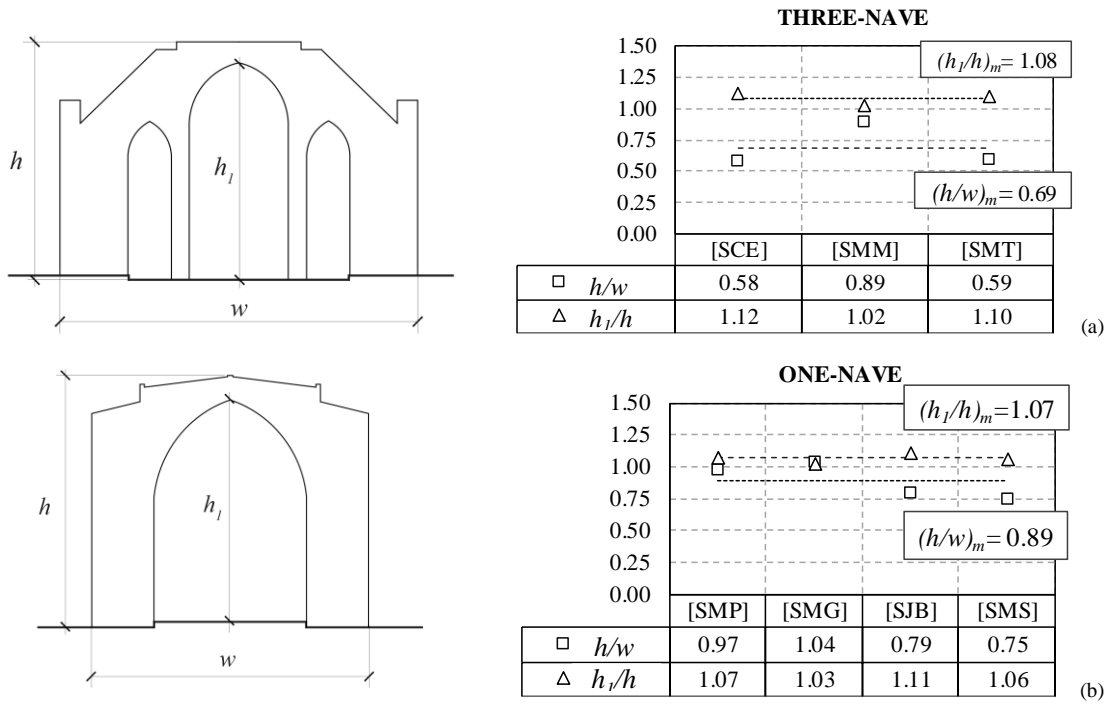 h
h₁
w
THREE-NAVE
1.50
1.25
1.00
0.75
0.50
0.25
0.00
(h₁/h)ₘ= 1.08
(h/w)ₘ= 0.69
[SCE] [SMM] [SMT]
□ h/w 0.58 0.89 0.59
△ h₁/h 1.12 1.02 1.10
(a)
h
h₁
w
ONE-NAVE
1.50
1.25
1.00
0.75
0.50
0.25
0.00
(h₁/h)ₘ=1.07
(h/w)ₘ= 0.89
[SMP] [SMG] [SJB] [SMS]
□ h/w 0.97 1.04 0.79 0.75
△ h₁/h 1.07 1.03 1.11 1.06
(b)